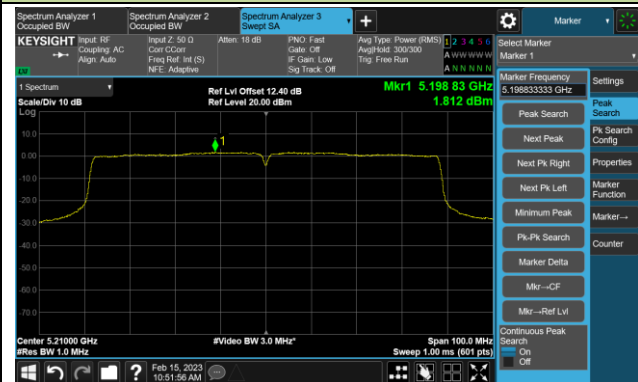 Spectrum Analyzer 1
Occupied BW
Spectrum Analyzer 2
Occupied BW
Spectrum Analyzer 3
Swept SA
Marker
KEYSIGHT
Input: RF
Coupling: AC
Align: Auto
Input Z: 50 Ω
Corr CCorr
Freq Ref: Int (S)
NFE: Adaptive
Atten: 18 dB
PNO: Fast
Gate: Off
IF Gain: Low
Sig Track: Off
Avg Type: Power (RMS)
Avg|Hold: 300/300
Trig: Free Run
1 2 3 4 5 6
A W W W W W
A N N N N N
LXI
Select Marker
Marker 1
1 Spectrum
Scale/Div 10 dB
Log
Ref Lvl Offset 12.40 dB
Ref Level 20.00 dBm
Mkr1 5.198 83 GHz
1.812 dBm
10.0
0.00
-10.0
-20.0
-30.0
-40.0
-50.0
-60.0
-70.0
1
Center 5.21000 GHz
#Res BW 1.0 MHz
#Video BW 3.0 MHz*
Span 100.0 MHz
Sweep 1.00 ms (601 pts)
Marker Frequency
5.198833333 GHz
Peak Search
Next Peak
Next Pk Right
Next Pk Left
Minimum Peak
Pk-Pk Search
Marker Delta
Mkr→CF
Mkr→Ref Lvl
Continuous Peak
Search
On
Off
Settings
Peak
Search
Pk Search
Config
Properties
Marker
Function
Marker→
Counter
Feb 15, 2023
10:51:56 AM